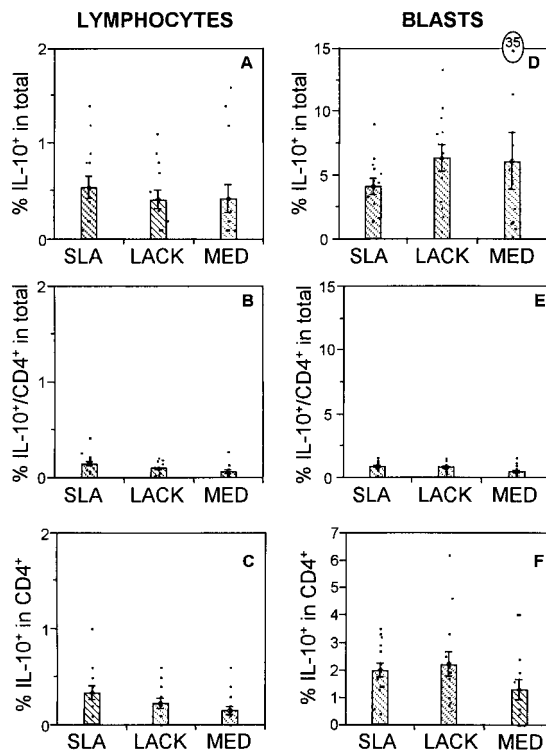 LYMPHOCYTES
BLASTS
% IL-10⁺ in total
2
1
0
A
SLA LACK MED
% IL-10⁺ in total
15
10
5
0
35
D
SLA LACK MED
% IL-10⁺/CD4⁺ in total
2
1
0
B
SLA LACK MED
% IL-10⁺/CD4⁺ in total
15
10
5
0
E
SLA LACK MED
% IL-10⁺ in CD4⁺
2
1
0
C
SLA LACK MED
% IL-10⁺ in CD4⁺
7
6
5
4
3
2
1
0
F
SLA LACK MED